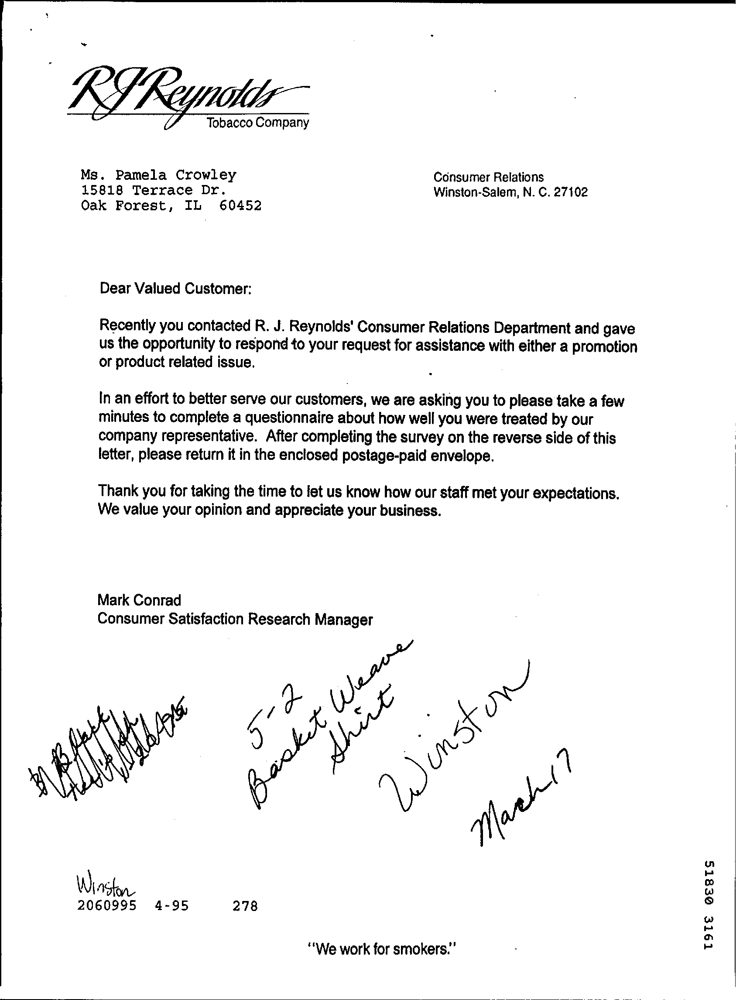 RJReynolds
Tobacco Company
Ms. Pamela Crowley
15818 Terrace Dr.
Oak Forest, IL 60452
Consumer Relations
Winston-Salem, N. C. 27102
Dear Valued Customer:
Recently you contacted R. J. Reynolds' Consumer Relations Department and gave
us the opportunity to respond to your request for assistance with either a promotion
or product related issue.
In an effort to better serve our customers, we are asking you to please take a few
minutes to complete a questionnaire about how well you were treated by our
company representative. After completing the survey on the reverse side of this
letter, please return it in the enclosed postage-paid envelope.
Thank you for taking the time to let us know how our staff met your expectations.
We value your opinion and appreciate your business.
Mark Conrad
Consumer Satisfaction Research Manager
5-2
Basket Weave
Shirt
Winston
Mach 17
Winston
2060995 4-95 278
"We work for smokers."
51830 3161